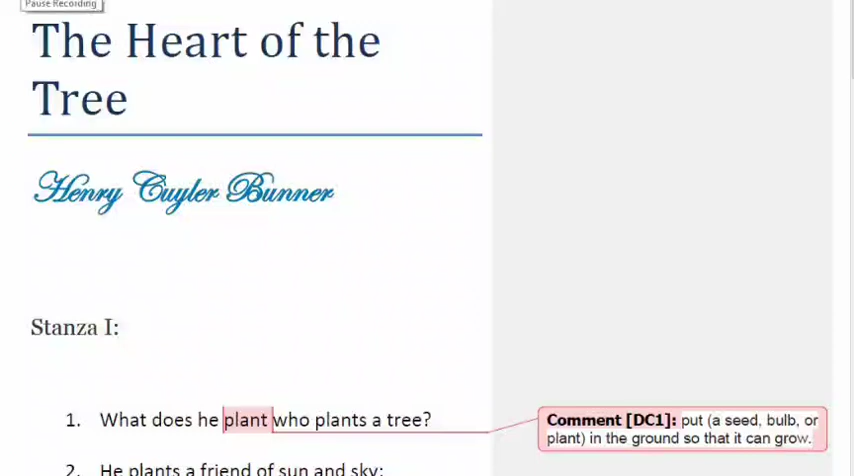 Pause Recording
The Heart of the
Tree
Henry Cuyler Bunner
Stanza I:
1. What does he plant who plants a tree?
Comment [DC1]: put (a seed, bulb, or
plant) in the ground so that it can grow.
2. He plants a friend of sun and sky;